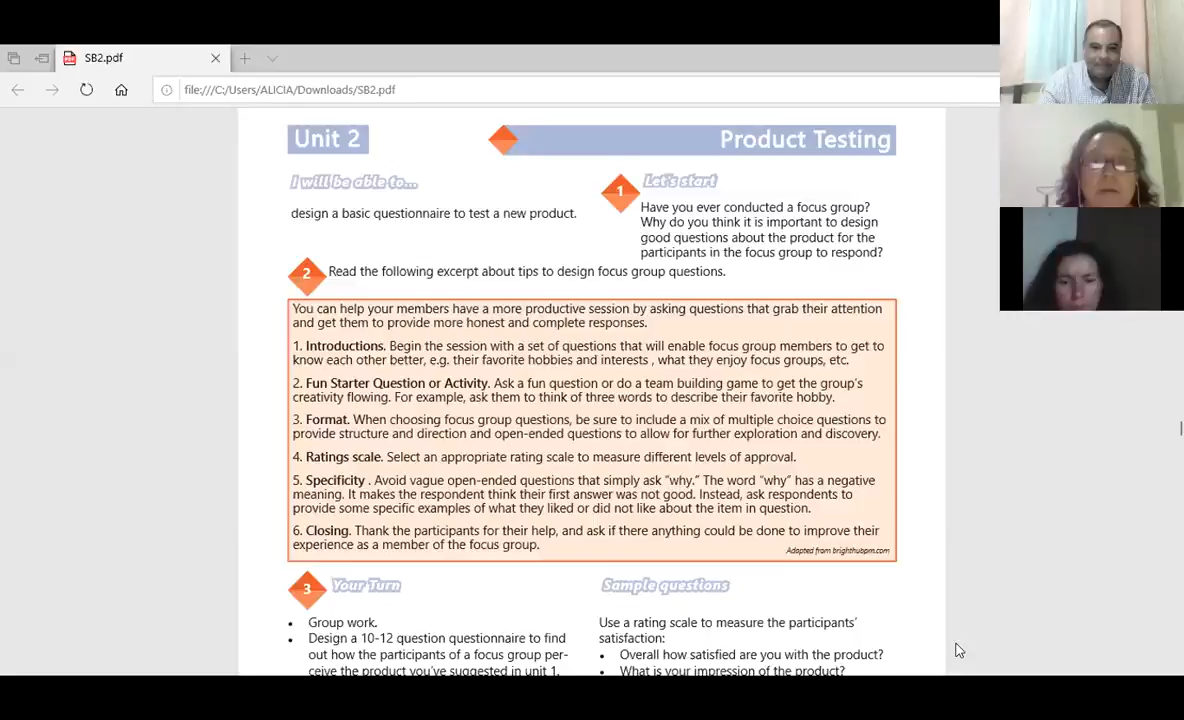 SB2.pdf
file:///C:/Users/ALICIA/Downloads/SB2.pdf
Unit 2
Product Testing
I will be able to...
design a basic questionnaire to test a new product.
1
Let's start
Have you ever conducted a focus group?
Why do you think it is important to design
good questions about the product for the
participants in the focus group to respond?
2
Read the following excerpt about tips to design focus group questions.
You can help your members have a more productive session by asking questions that grab their attention
and get them to provide more honest and complete responses.
1. Introductions. Begin the session with a set of questions that will enable focus group members to get to
know each other better, e.g. their favorite hobbies and interests , what they enjoy focus groups, etc.
2. Fun Starter Question or Activity. Ask a fun question or do a team building game to get the group's
creativity flowing. For example, ask them to think of three words to describe their favorite hobby.
3. Format. When choosing focus group questions, be sure to include a mix of multiple choice questions to
provide structure and direction and open-ended questions to allow for further exploration and discovery.
4. Ratings scale. Select an appropriate rating scale to measure different levels of approval.
5. Specificity . Avoid vague open-ended questions that simply ask “why.” The word “why” has a negative
meaning. It makes the respondent think their first answer was not good. Instead, ask respondents to
provide some specific examples of what they liked or did not like about the item in question.
6. Closing. Thank the participants for their help, and ask if there anything could be done to improve their
experience as a member of the focus group.
Adapted from brighthubpm.com
3
Your Turn
• Group work.
• Design a 10-12 question questionnaire to find
out how the participants of a focus group per-
ceive the product you've suggested in unit 1.
Sample questions
Use a rating scale to measure the participants'
satisfaction:
• Overall how satisfied are you with the product?
• What is your impression of the product?